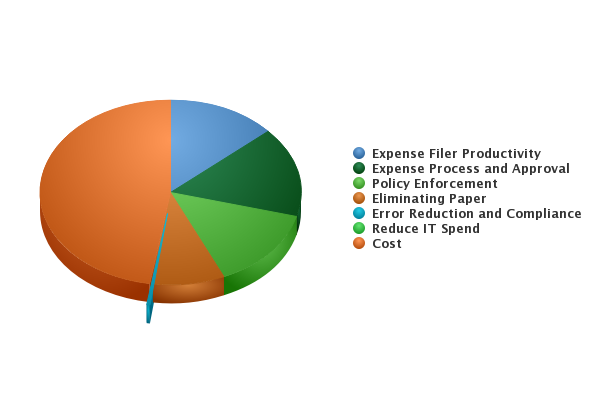 Expense Filer Productivity
Expense Process and Approval
Policy Enforcement
Eliminating Paper
Error Reduction and Compliance
Reduce IT Spend
Cost